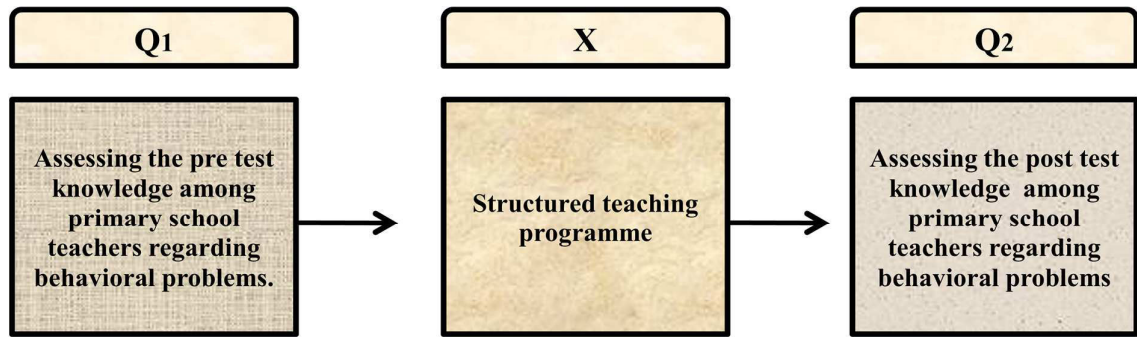 Q1
X
Q2
Assessing the pre test
knowledge among
primary school
teachers regarding
behavioral problems.
Structured teaching
programme
Assessing the post test
knowledge among
primary school
teachers regarding
behavioral problems